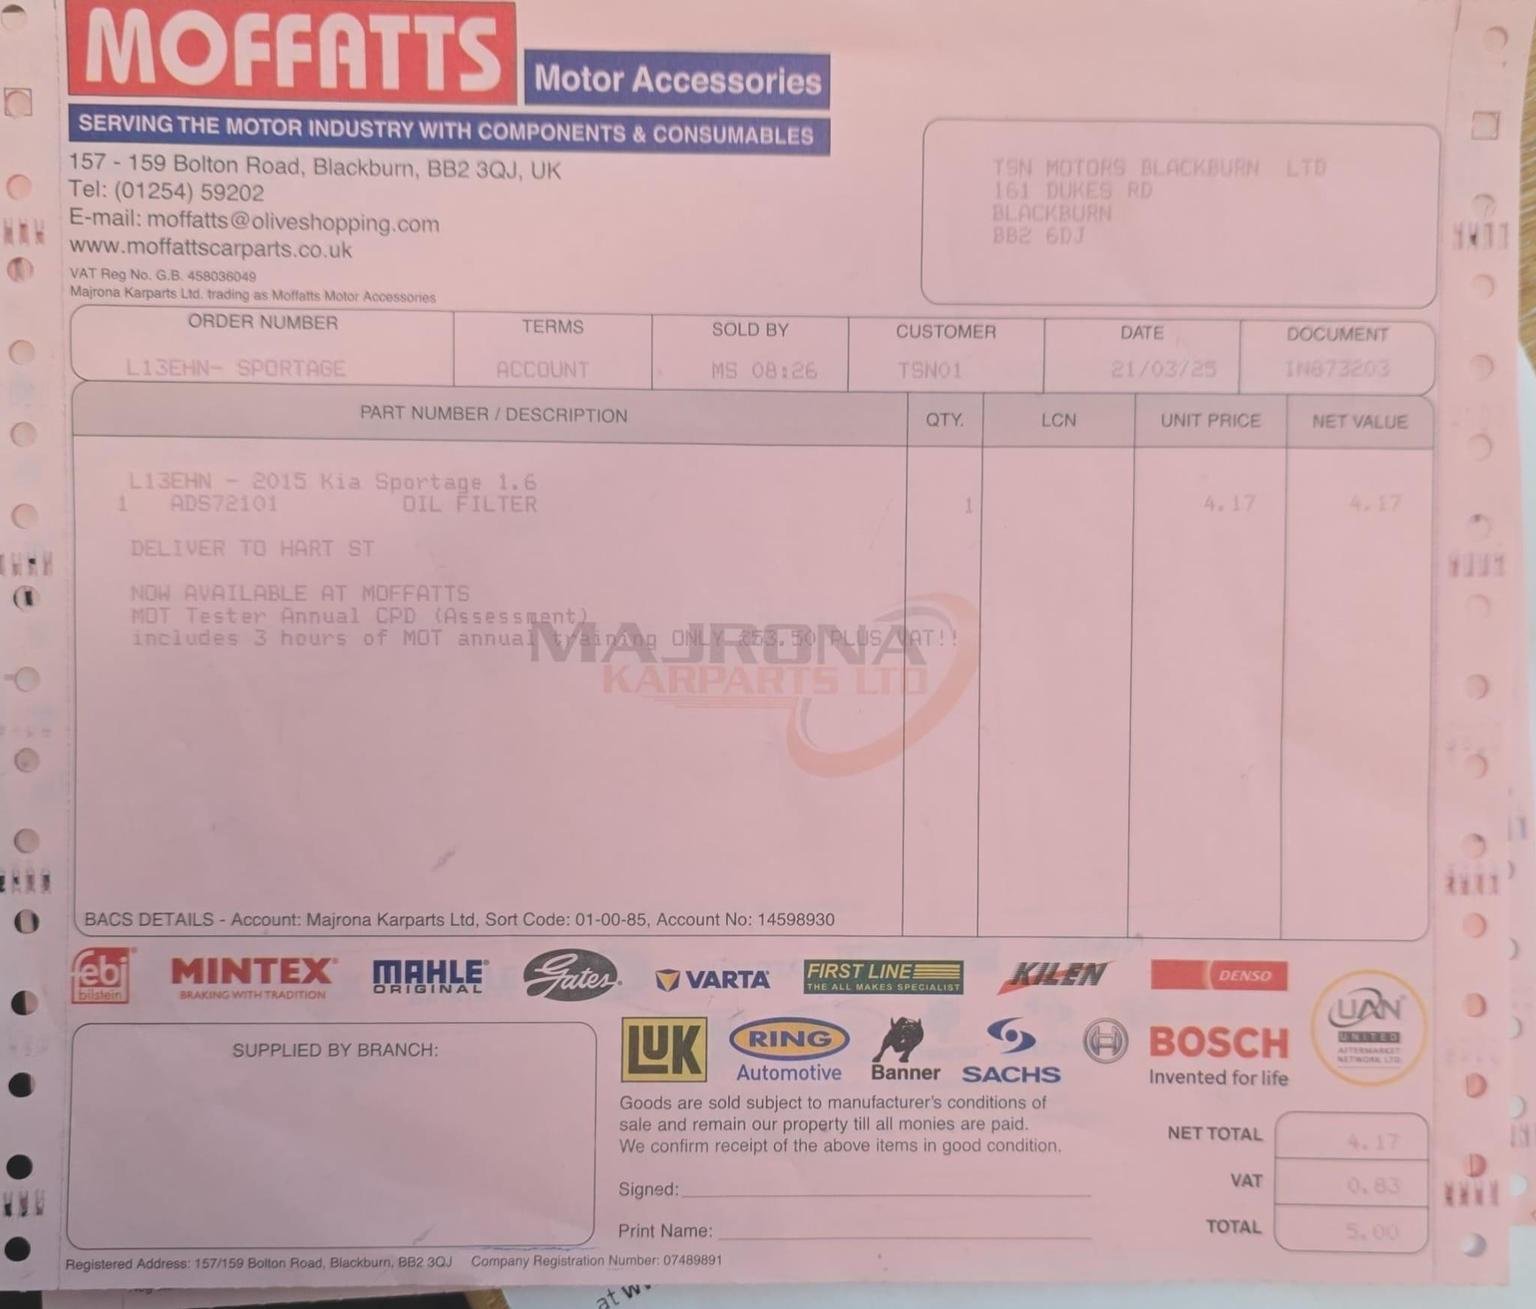 MOFFATTS
Motor Accessories
SERVING THE MOTOR INDUSTRY WITH COMPONENTS & CONSUMABLES
157 - 159 Bolton Road, Blackburn, BB2 3QJ, UK
Tel: (01254) 59202
E-mail: moffatts@oliveshopping.com
www.moffattscarparts.co.uk
VAT Reg No. G.B. 458036049
Majrona Karparts Ltd. trading as Moffatts Motor Accessories
TSN MOTORS BLACKBURN LTD
161 DUKES RD
BLACKBURN
BB2 6DJ
ORDER NUMBER TERMS SOLD BY CUSTOMER DATE DOCUMENT
L13EHN- SPORTAGE ACCOUNT MS 08:26 TSN01 21/03/25 IN873203
PART NUMBER / DESCRIPTION QTY. LCN UNIT PRICE NET VALUE
L13EHN - 2015 Kia Sportage 1.6
1 ADS72101 OIL FILTER 1 4.17 4.17
DELIVER TO HART ST
NOW AVAILABLE AT MOFFATTS
MOT Tester Annual CPD (Assessment)
includes 3 hours of MOT annual training ONLY £53.50 PLUS VAT!!
MAJRONA
KARPARTS LTD
BACS DETAILS - Account: Majrona Karparts Ltd, Sort Code: 01-00-85, Account No: 14598930
febi bilstein
MINTEX BRAKING WITH TRADITION
MAHLE ORIGINAL
Gates
VARTA
FIRST LINE THE ALL MAKES SPECIALIST
KILEN
DENSO
UAN
UNITED
AFTERMARKET
NETWORK LTD
LUK
RING Automotive
Banner
SACHS
BOSCH
Invented for life
SUPPLIED BY BRANCH:
Goods are sold subject to manufacturer's conditions of
sale and remain our property till all monies are paid.
We confirm receipt of the above items in good condition.
Signed:
Print Name:
NET TOTAL 4.17
VAT 0.83
TOTAL 5.00
Registered Address: 157/159 Bolton Road, Blackburn, BB2 3QJ Company Registration Number: 07489891